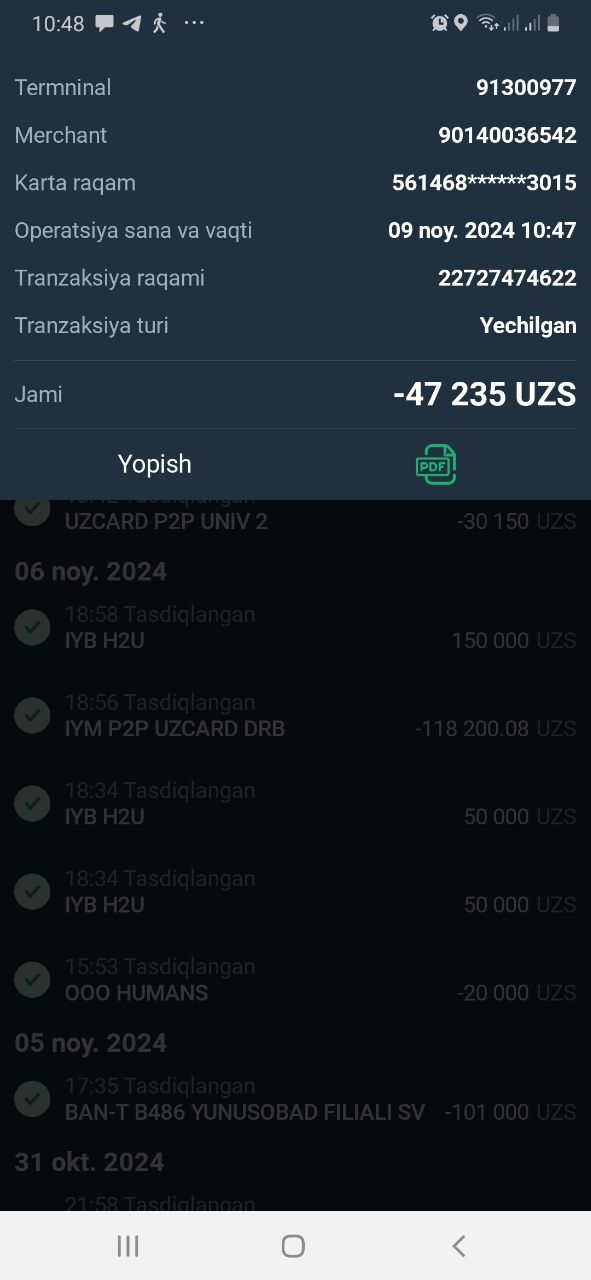 10:48
Termninal 91300977
Merchant 90140036542
Karta raqam 561468******3015
Operatsiya sana va vaqti 09 noy. 2024 10:47
Tranzaksiya raqami 22727474622
Tranzaksiya turi Yechilgan
Jami -47 235 UZS
Yopish PDF
UZCARD P2P UNIV 2 -30 150 UZS
06 noy. 2024
18:58 Tasdiqlangan
IYB H2U 150 000 UZS
18:56 Tasdiqlangan
IYM P2P UZCARD DRB -118 200.08 UZS
18:34 Tasdiqlangan
IYB H2U 50 000 UZS
18:34 Tasdiqlangan
IYB H2U 50 000 UZS
15:53 Tasdiqlangan
OOO HUMANS -20 000 UZS
05 noy. 2024
17:35 Tasdiqlangan
BAN-T B486 YUNUSOBAD FILIALI SV -101 000 UZS
31 okt. 2024
21:58 Tasdiqlangan